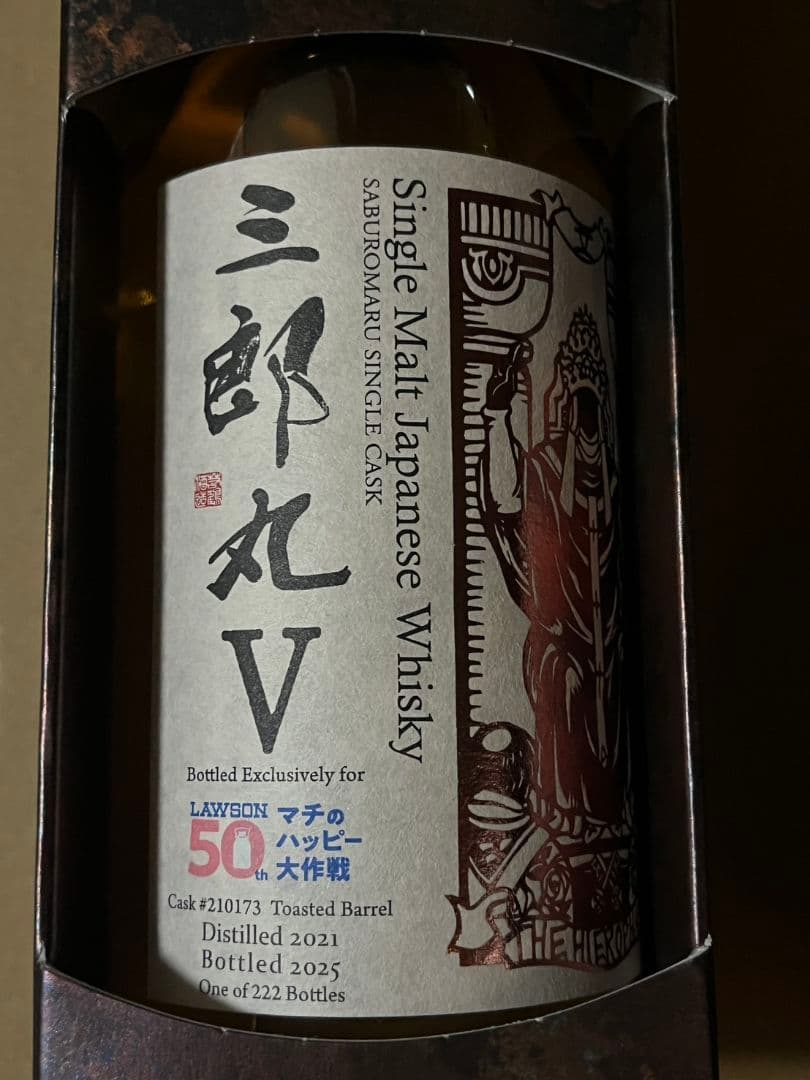 三郎丸V
Single Malt Japanese Whisky
SABUROMARU SINGLE CASK
Bottled Exclusively for
LAWSON
50th
マチの
ハッピー
大作戦
Cask #210173 Toasted Barrel
Distilled 2021
Bottled 2025
One of 222 Bottles